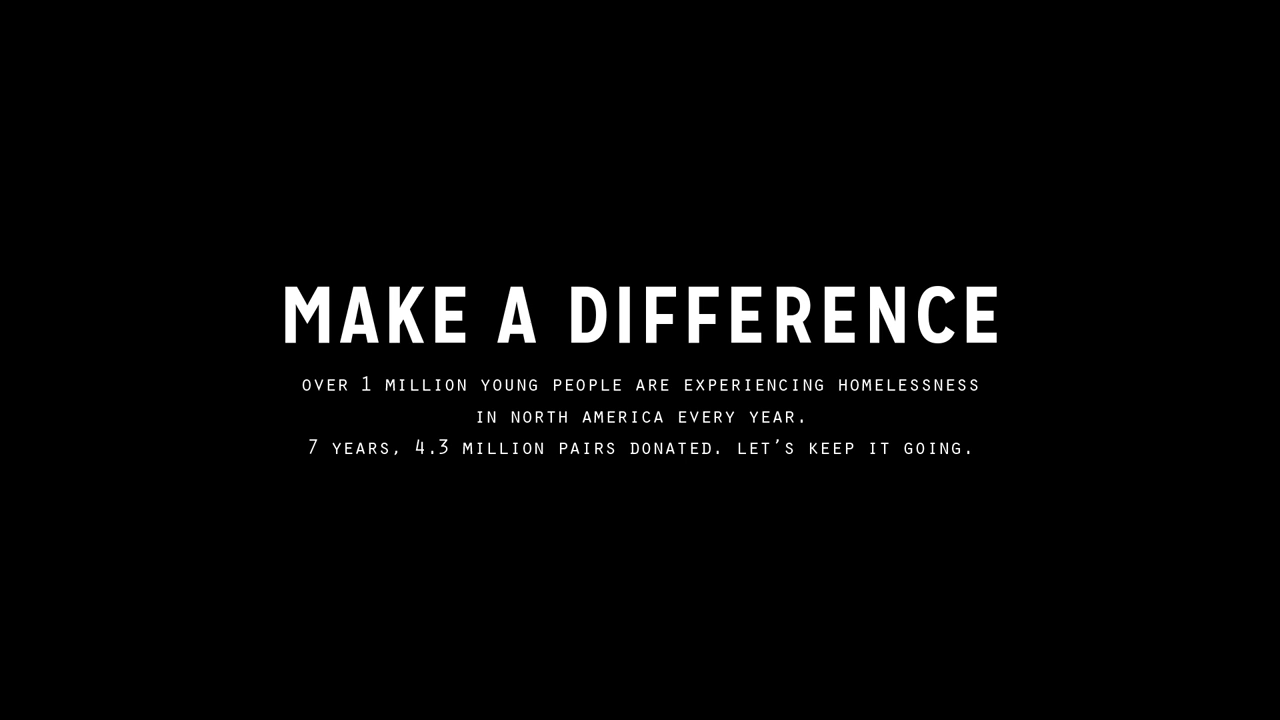 MAKE A DIFFERENCE
OVER 1 MILLION YOUNG PEOPLE ARE EXPERIENCING HOMELESSNESS
IN NORTH AMERICA EVERY YEAR.
7 YEARS, 4.3 MILLION PAIRS DONATED. LET'S KEEP IT GOING.